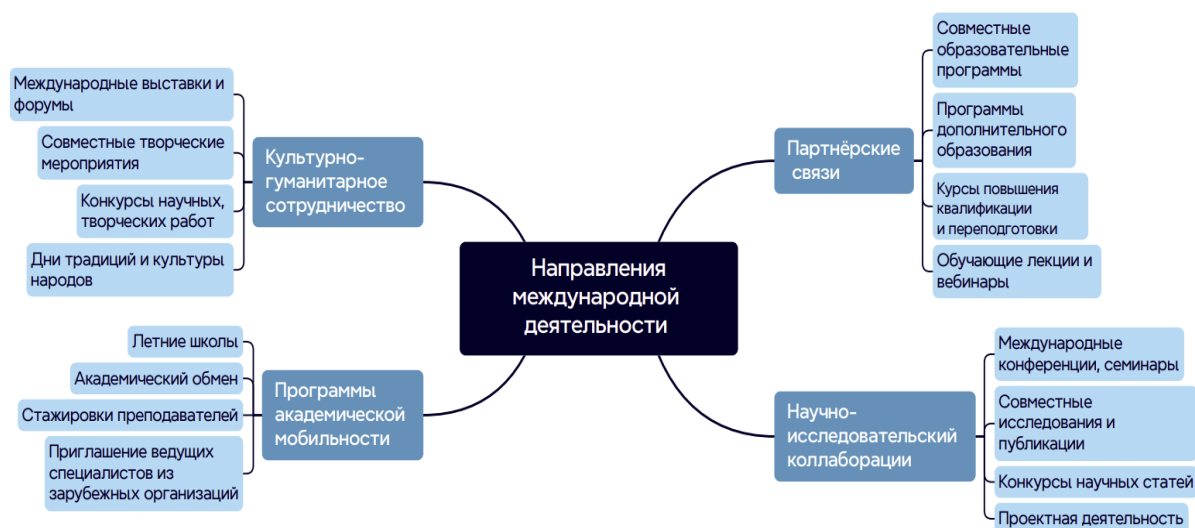 Направления
международной
деятельности
Культурно-
гуманитарное
сотрудничество
Международные выставки и
форумы
Совместные творческие
мероприятия
Конкурсы научных,
творческих работ
Дни традиций и культуры
народов
Программы
академической
мобильности
Летние школы
Академический обмен
Стажировки преподавателей
Приглашение ведущих
специалистов из
зарубежных организаций
Партнёрские
связи
Совместные
образовательные
программы
Программы
дополнительного
образования
Курсы повышения
квалификации
и переподготовки
Обучающие лекции и
вебинары
Научно-
исследовательский
коллаборации
Международные
конференции, семинары
Совместные
исследования и
публикации
Конкурсы научных статей
Проектная деятельность